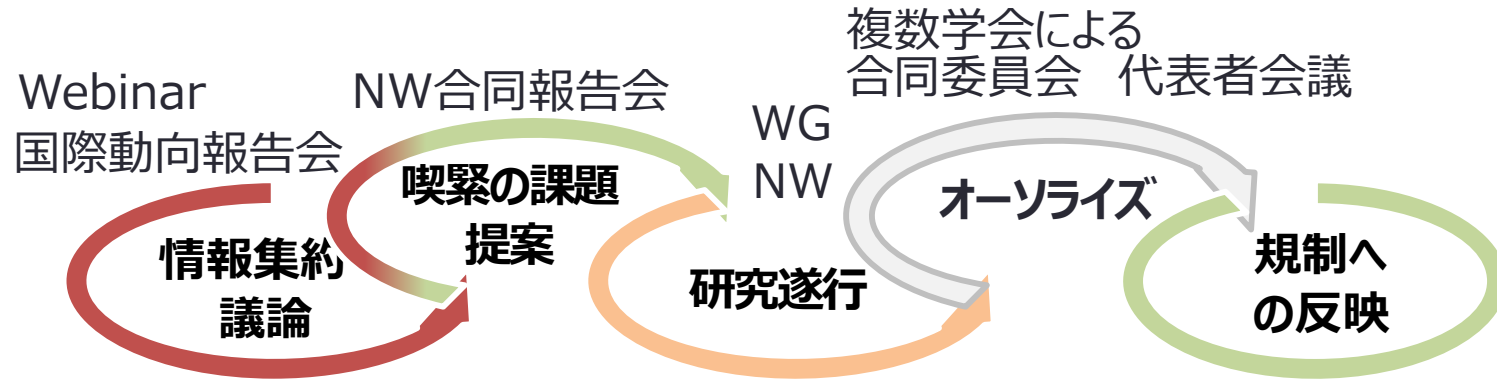 Webinar
国際動向報告会
情報集約
議論
NW合同報告会
喫緊の課題
提案
WG
NW
研究遂行
複数学会による
合同委員会　代表者会議
オーソライズ
規制へ
の反映